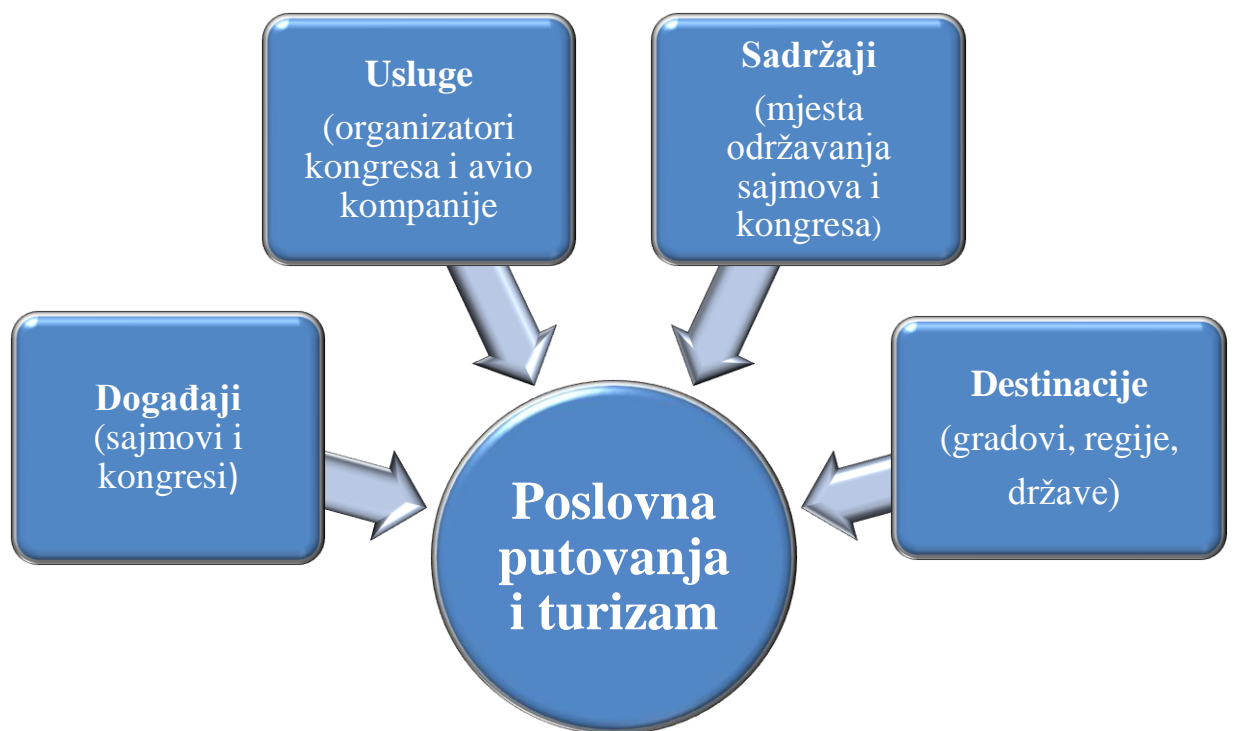 Usluge
(organizatori
kongresa i avio
kompanije
Sadržaji
(mjesta
održavanja
sajmova i
kongresa)
Događaji
(sajmovi i
kongresi)
Destinacije
(gradovi, regije,
države)
Poslovna
putovanja
i turizam